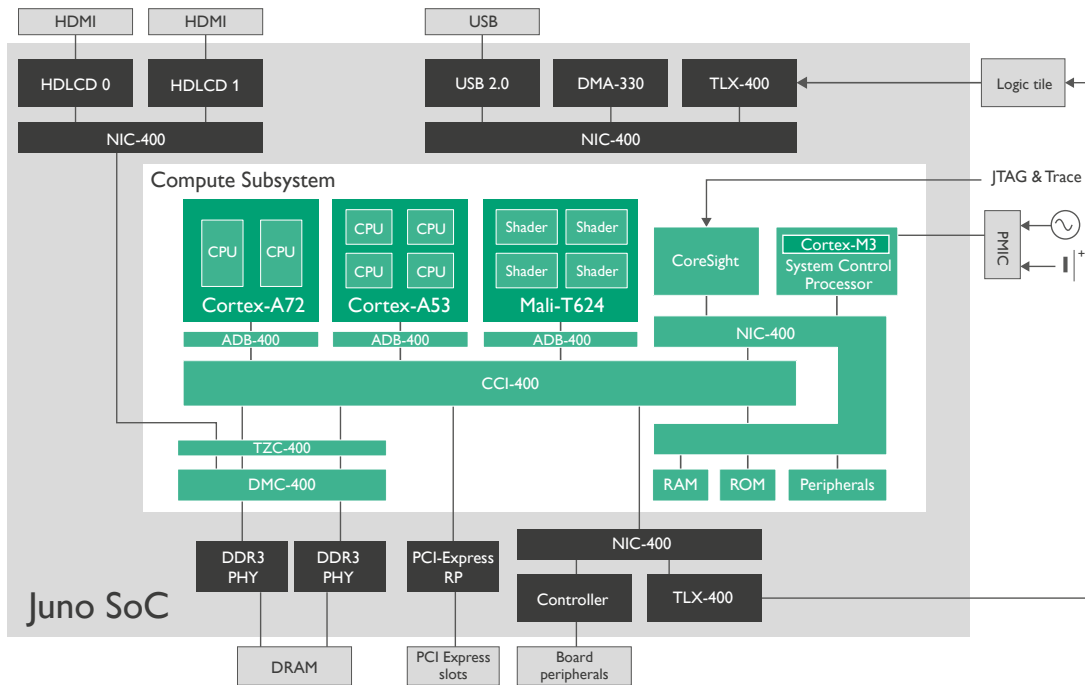 HDMI
HDMI
USB
HDLCD 0
HDLCD 1
USB 2.0
DMA-330
TLX-400
Logic tile
NIC-400
NIC-400
Compute Subsystem
JTAG & Trace
CPU
CPU
Cortex-A72
CPU
CPU
CPU
CPU
Cortex-A53
Shader
Shader
Shader
Shader
Mali-T624
CoreSight
Cortex-M3
System Control
Processor
PMIC
+
ADB-400
ADB-400
ADB-400
NIC-400
CCI-400
TZC-400
DMC-400
RAM
ROM
Peripherals
DDR3
PHY
DDR3
PHY
PCI-Express
RP
NIC-400
Controller
TLX-400
Juno SoC
DRAM
PCI Express
slots
Board
peripherals